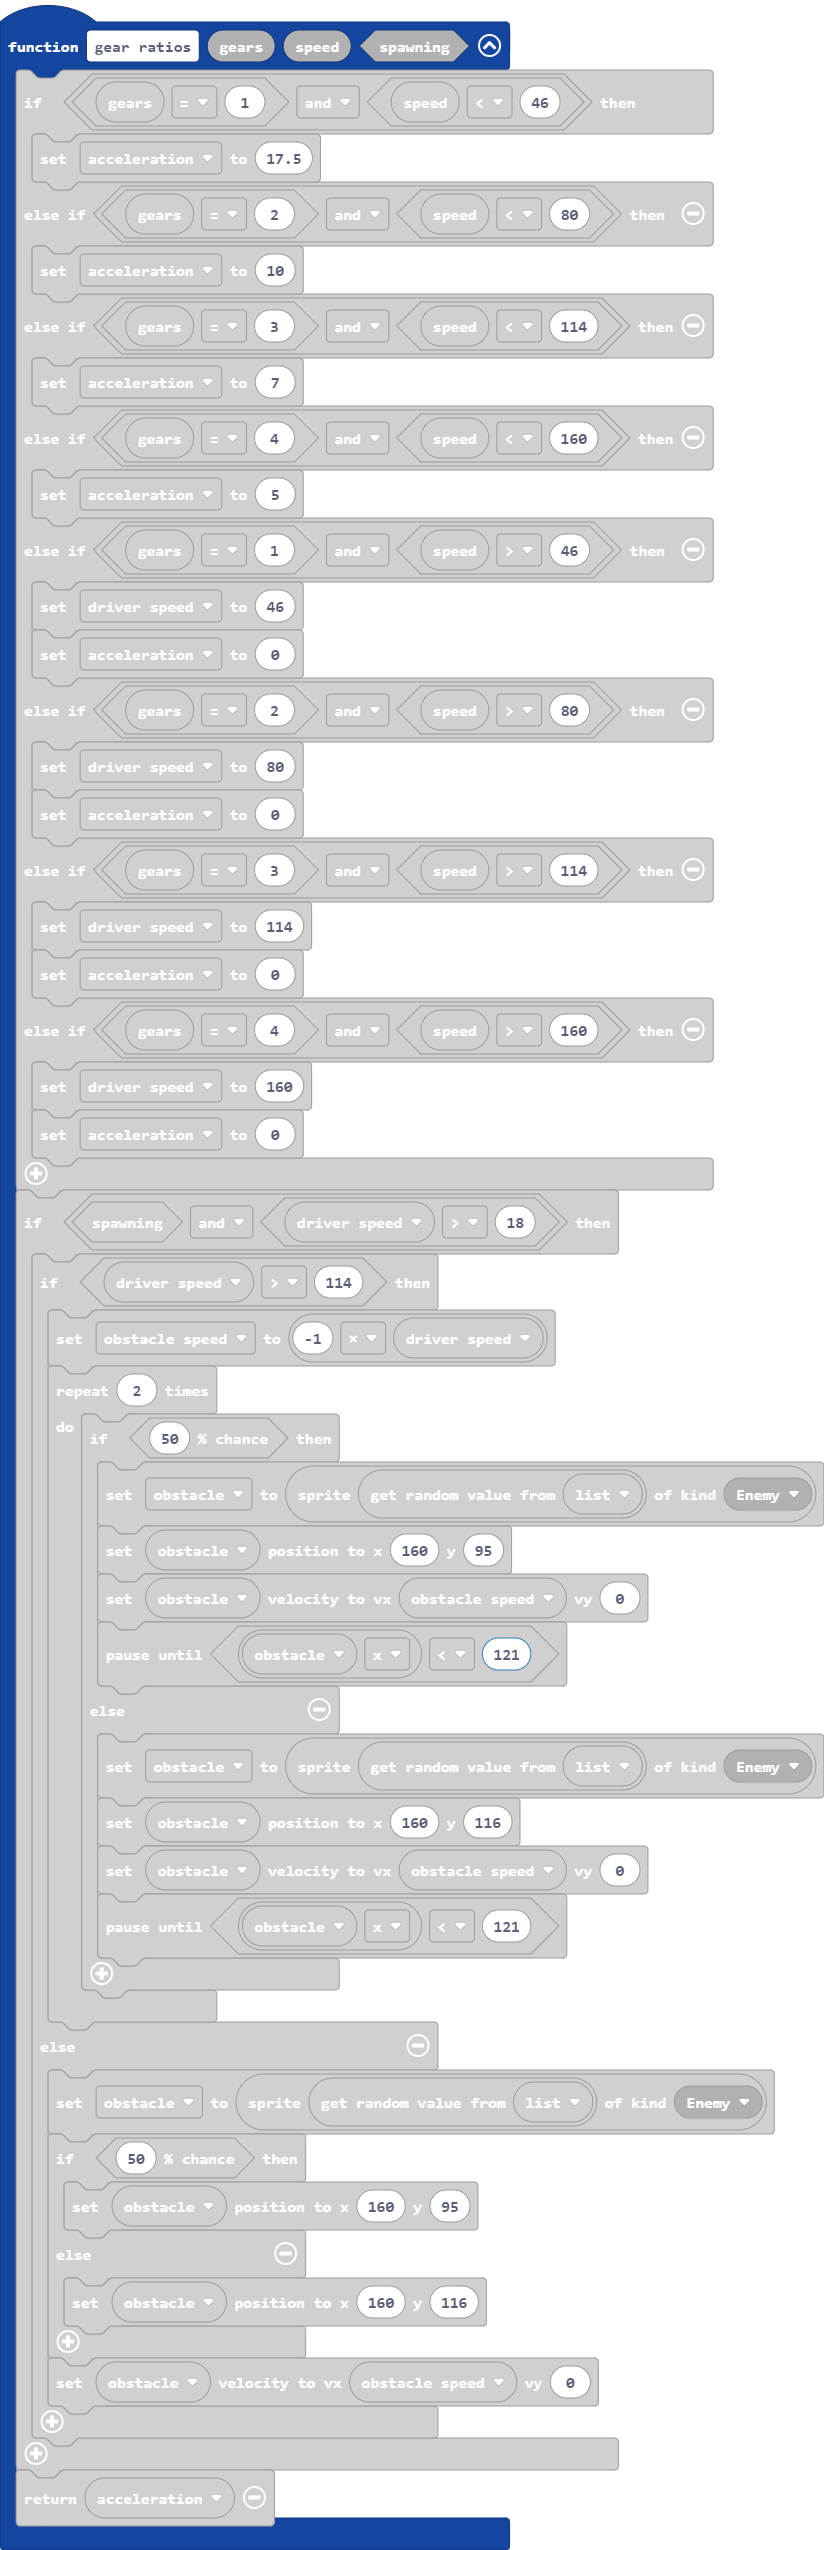 function gear ratios gears speed spawning
if gears = 1 and speed < 46 then
set acceleration to 17.5
else if gears = 2 and speed < 80 then
set acceleration to 10
else if gears = 3 and speed < 114 then
set acceleration to 7
else if gears = 4 and speed < 160 then
set acceleration to 5
else if gears = 1 and speed > 46 then
set driver speed to 46
set acceleration to 0
else if gears = 2 and speed > 80 then
set driver speed to 80
set acceleration to 0
else if gears = 3 and speed > 114 then
set driver speed to 114
set acceleration to 0
else if gears = 4 and speed > 160 then
set driver speed to 160
set acceleration to 0
if spawning and driver speed > 18 then
if driver speed > 114 then
set obstacle speed to -1 × driver speed
repeat 2 times
do if 50 % chance then
set obstacle to sprite get random value from list of kind Enemy
set obstacle position to x 160 y 95
set obstacle velocity to vx obstacle speed vy 0
pause until obstacle x < 121
else
set obstacle to sprite get random value from list of kind Enemy
set obstacle position to x 160 y 116
set obstacle velocity to vx obstacle speed vy 0
pause until obstacle x < 121
else
set obstacle to sprite get random value from list of kind Enemy
if 50 % chance then
set obstacle position to x 160 y 95
else
set obstacle position to x 160 y 116
set obstacle velocity to vx obstacle speed vy 0
return acceleration